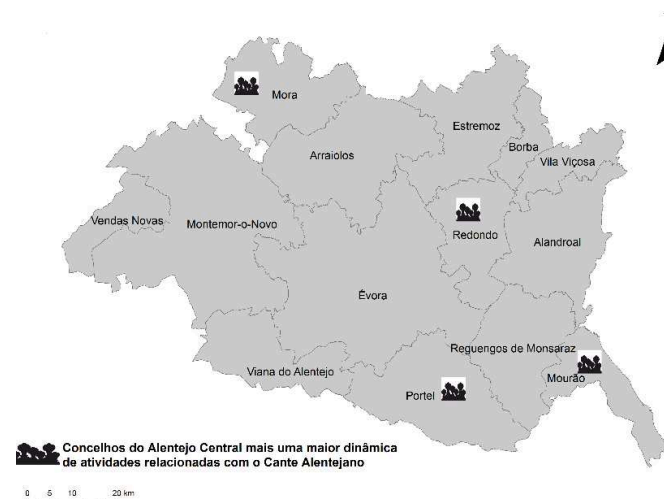 Mora
Estremoz
Borba
Arraiolos
Vila Viçosa
Vendas Novas
Montemor-o-Novo
Redondo
Alandroal
Évora
Reguengos de Monsaraz
Viana do Alentejo
Mourão
Portel
Concelhos do Alentejo Central mais uma maior dinâmica
de atividades relacionadas com o Cante Alentejano
0 5 10 20 km